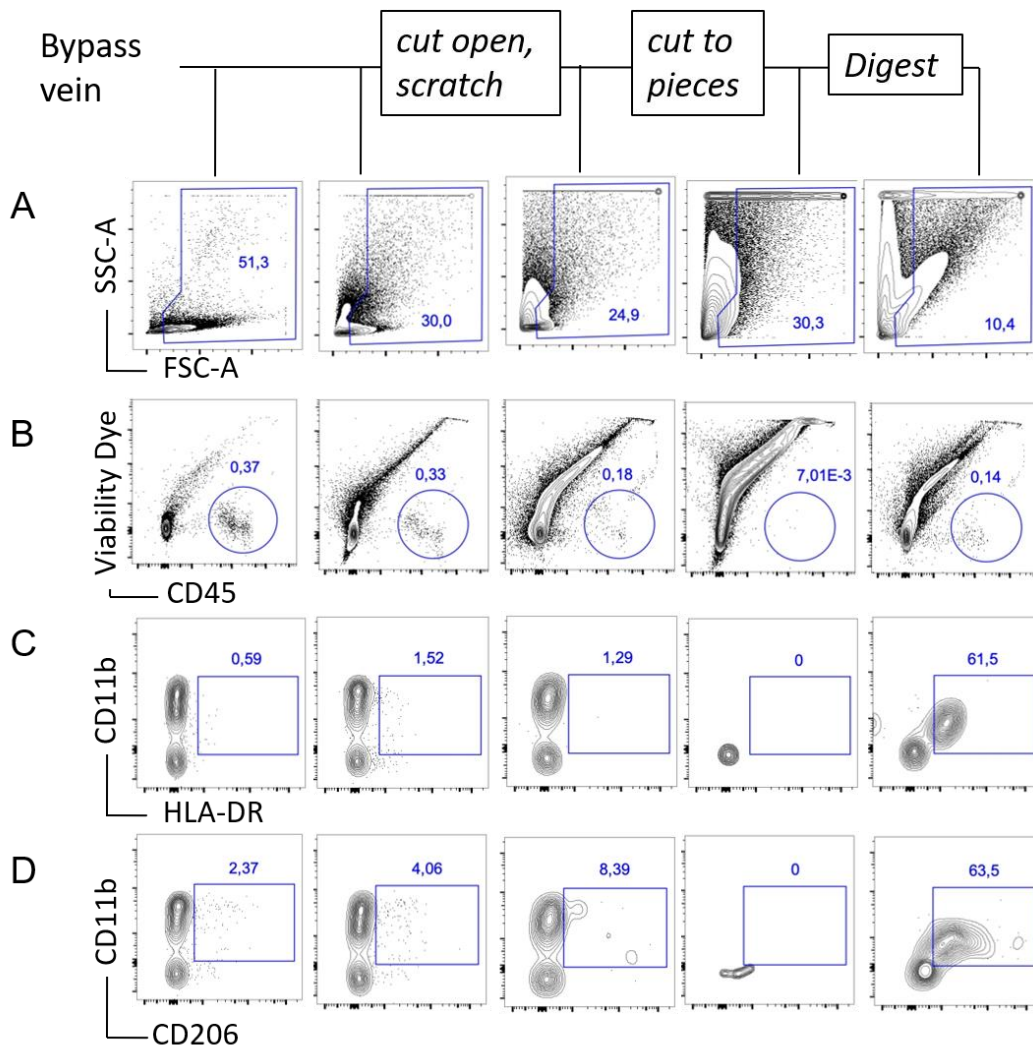 Bypass
vein
cut open,
scratch
cut to
pieces
Digest
A
SSC-A
51,3
30,0
24,9
30,3
10,4
FSC-A
B
Viability Dye
0,37
0,33
0,18
7,01E-3
0,14
CD45
C
CD11b
0,59
1,52
1,29
0
61,5
HLA-DR
D
CD11b
2,37
4,06
8,39
0
63,5
CD206